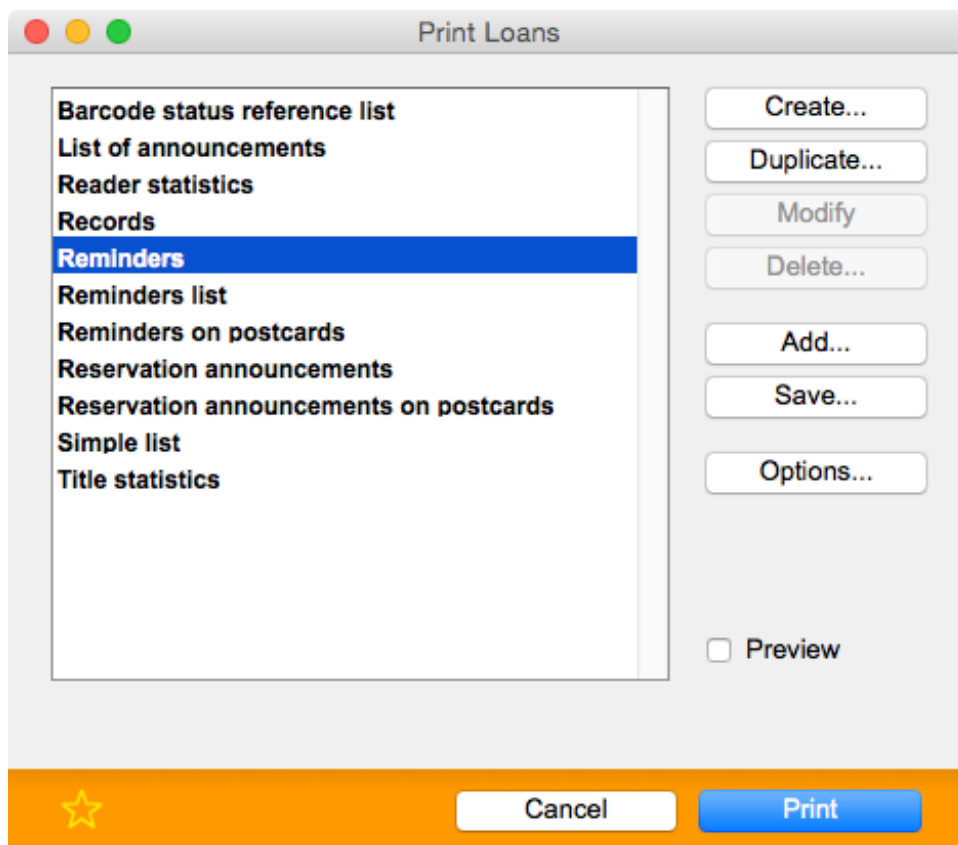 Print Loans
Barcode status reference list
List of announcements
Reader statistics
Records
Reminders
Reminders list
Reminders on postcards
Reservation announcements
Reservation announcements on postcards
Simple list
Title statistics
Create...
Duplicate...
Modify
Delete...
Add...
Save...
Options...
Preview
Cancel
Print